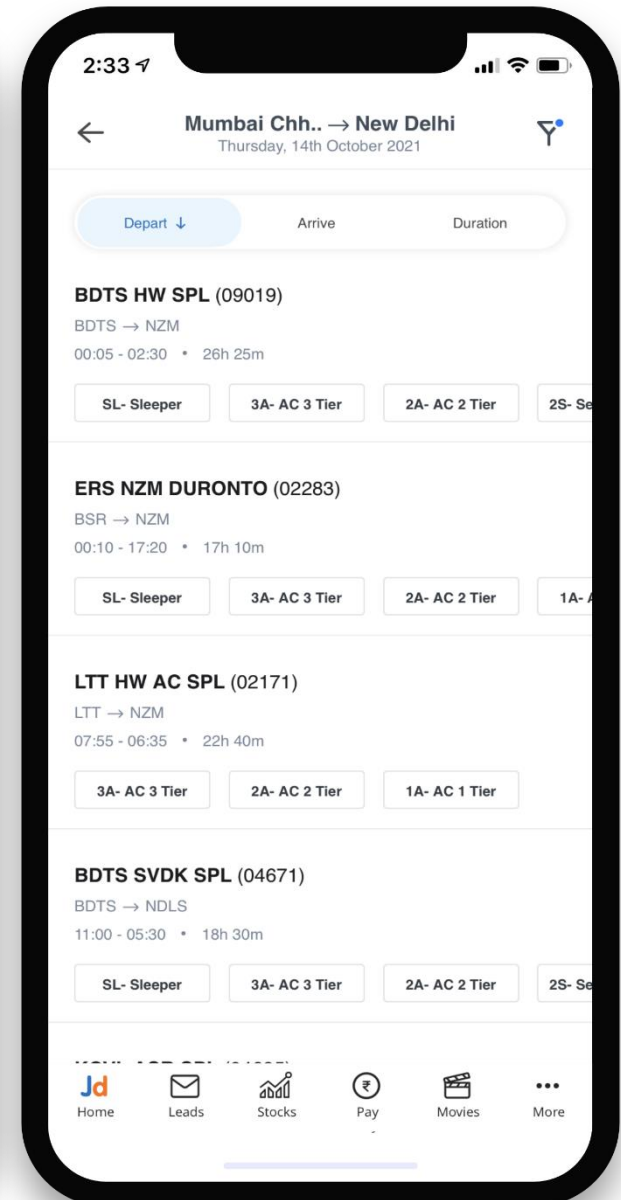 2:33
Mumbai Chh.. → New Delhi
Thursday, 14th October 2021
Depart ↓ Arrive Duration
BDTS HW SPL (09019)
BDTS → NZM
00:05 - 02:30 • 26h 25m
SL- Sleeper 3A- AC 3 Tier 2A- AC 2 Tier 2S- Se
ERS NZM DURONTO (02283)
BSR → NZM
00:10 - 17:20 • 17h 10m
SL- Sleeper 3A- AC 3 Tier 2A- AC 2 Tier 1A- A
LTT HW AC SPL (02171)
LTT → NZM
07:55 - 06:35 • 22h 40m
3A- AC 3 Tier 2A- AC 2 Tier 1A- AC 1 Tier
BDTS SVDK SPL (04671)
BDTS → NDLS
11:00 - 05:30 • 18h 30m
SL- Sleeper 3A- AC 3 Tier 2A- AC 2 Tier 2S- Se
Jd ₹
Home Leads Stocks Pay Movies More